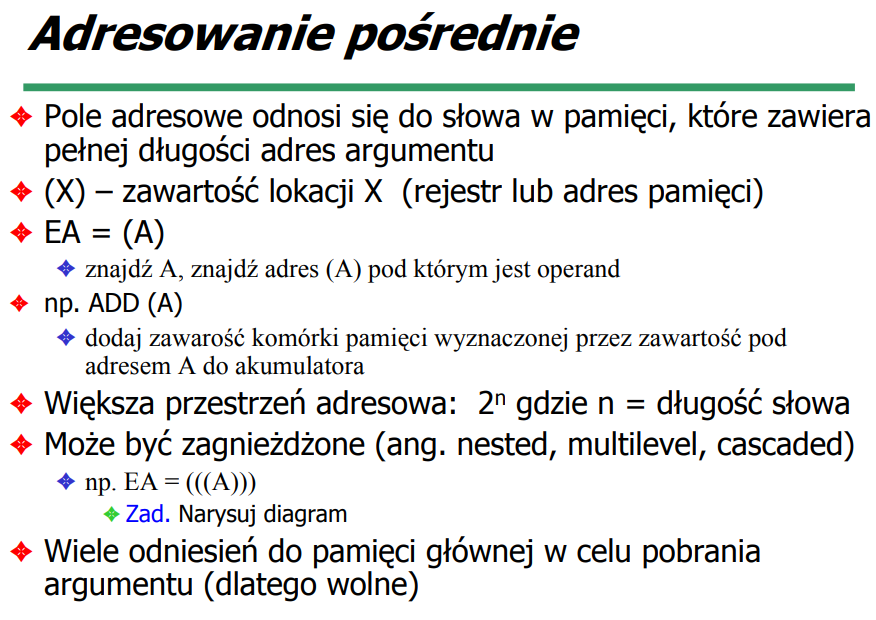 Adresowanie pośrednie
Pole adresowe odnosi się do słowa w pamięci, które zawiera
pełnej długości adres argumentu
(X) – zawartość lokacji X (rejestr lub adres pamięci)
EA = (A)
znajdź A, znajdź adres (A) pod którym jest operand
np. ADD (A)
dodaj zawarość komórki pamięci wyznaczonej przez zawartość pod
adresem A do akumulatora
Większa przestrzeń adresowa: 2ⁿ gdzie n = długość słowa
Może być zagnieżdżone (ang. nested, multilevel, cascaded)
np. EA = (((A)))
Zad. Narysuj diagram
Wiele odniesień do pamięci głównej w celu pobrania
argumentu (dlatego wolne)